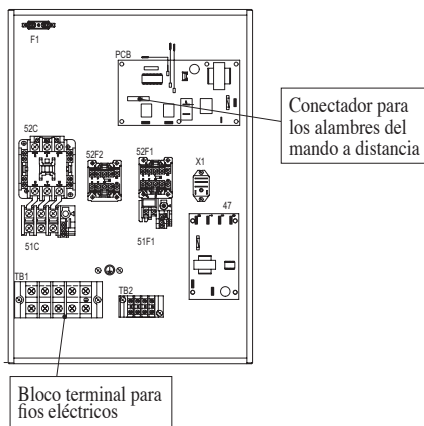 F1
PCB
Conectador para
los alambres del
mando a distancia
52C
52F2
52F1
X1
47
51C
51F1
TB1
TB2
Bloco terminal para
fios eléctricos